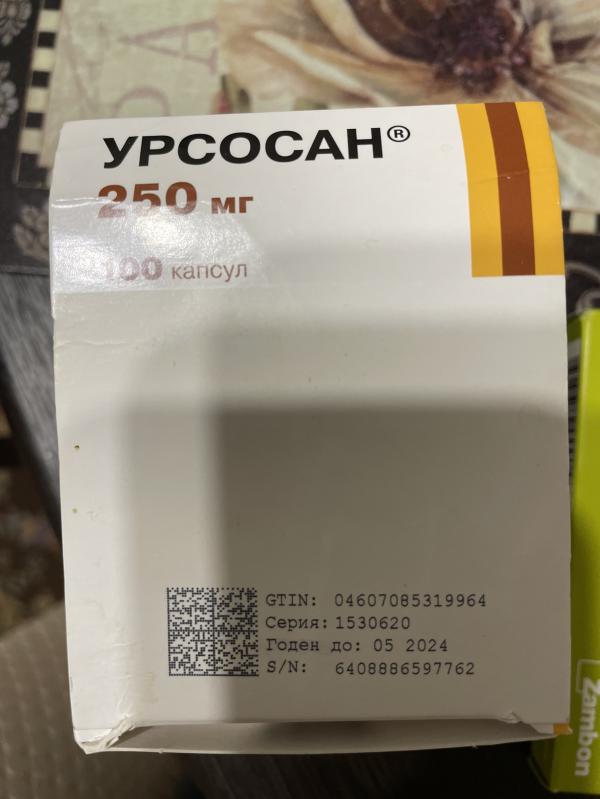 УРСОСАН®
250 мг
100 капсул
GTIN: 04607085319964
Серия: 1530620
Годен до: 05 2024
S/N: 6408886597762
Zambon